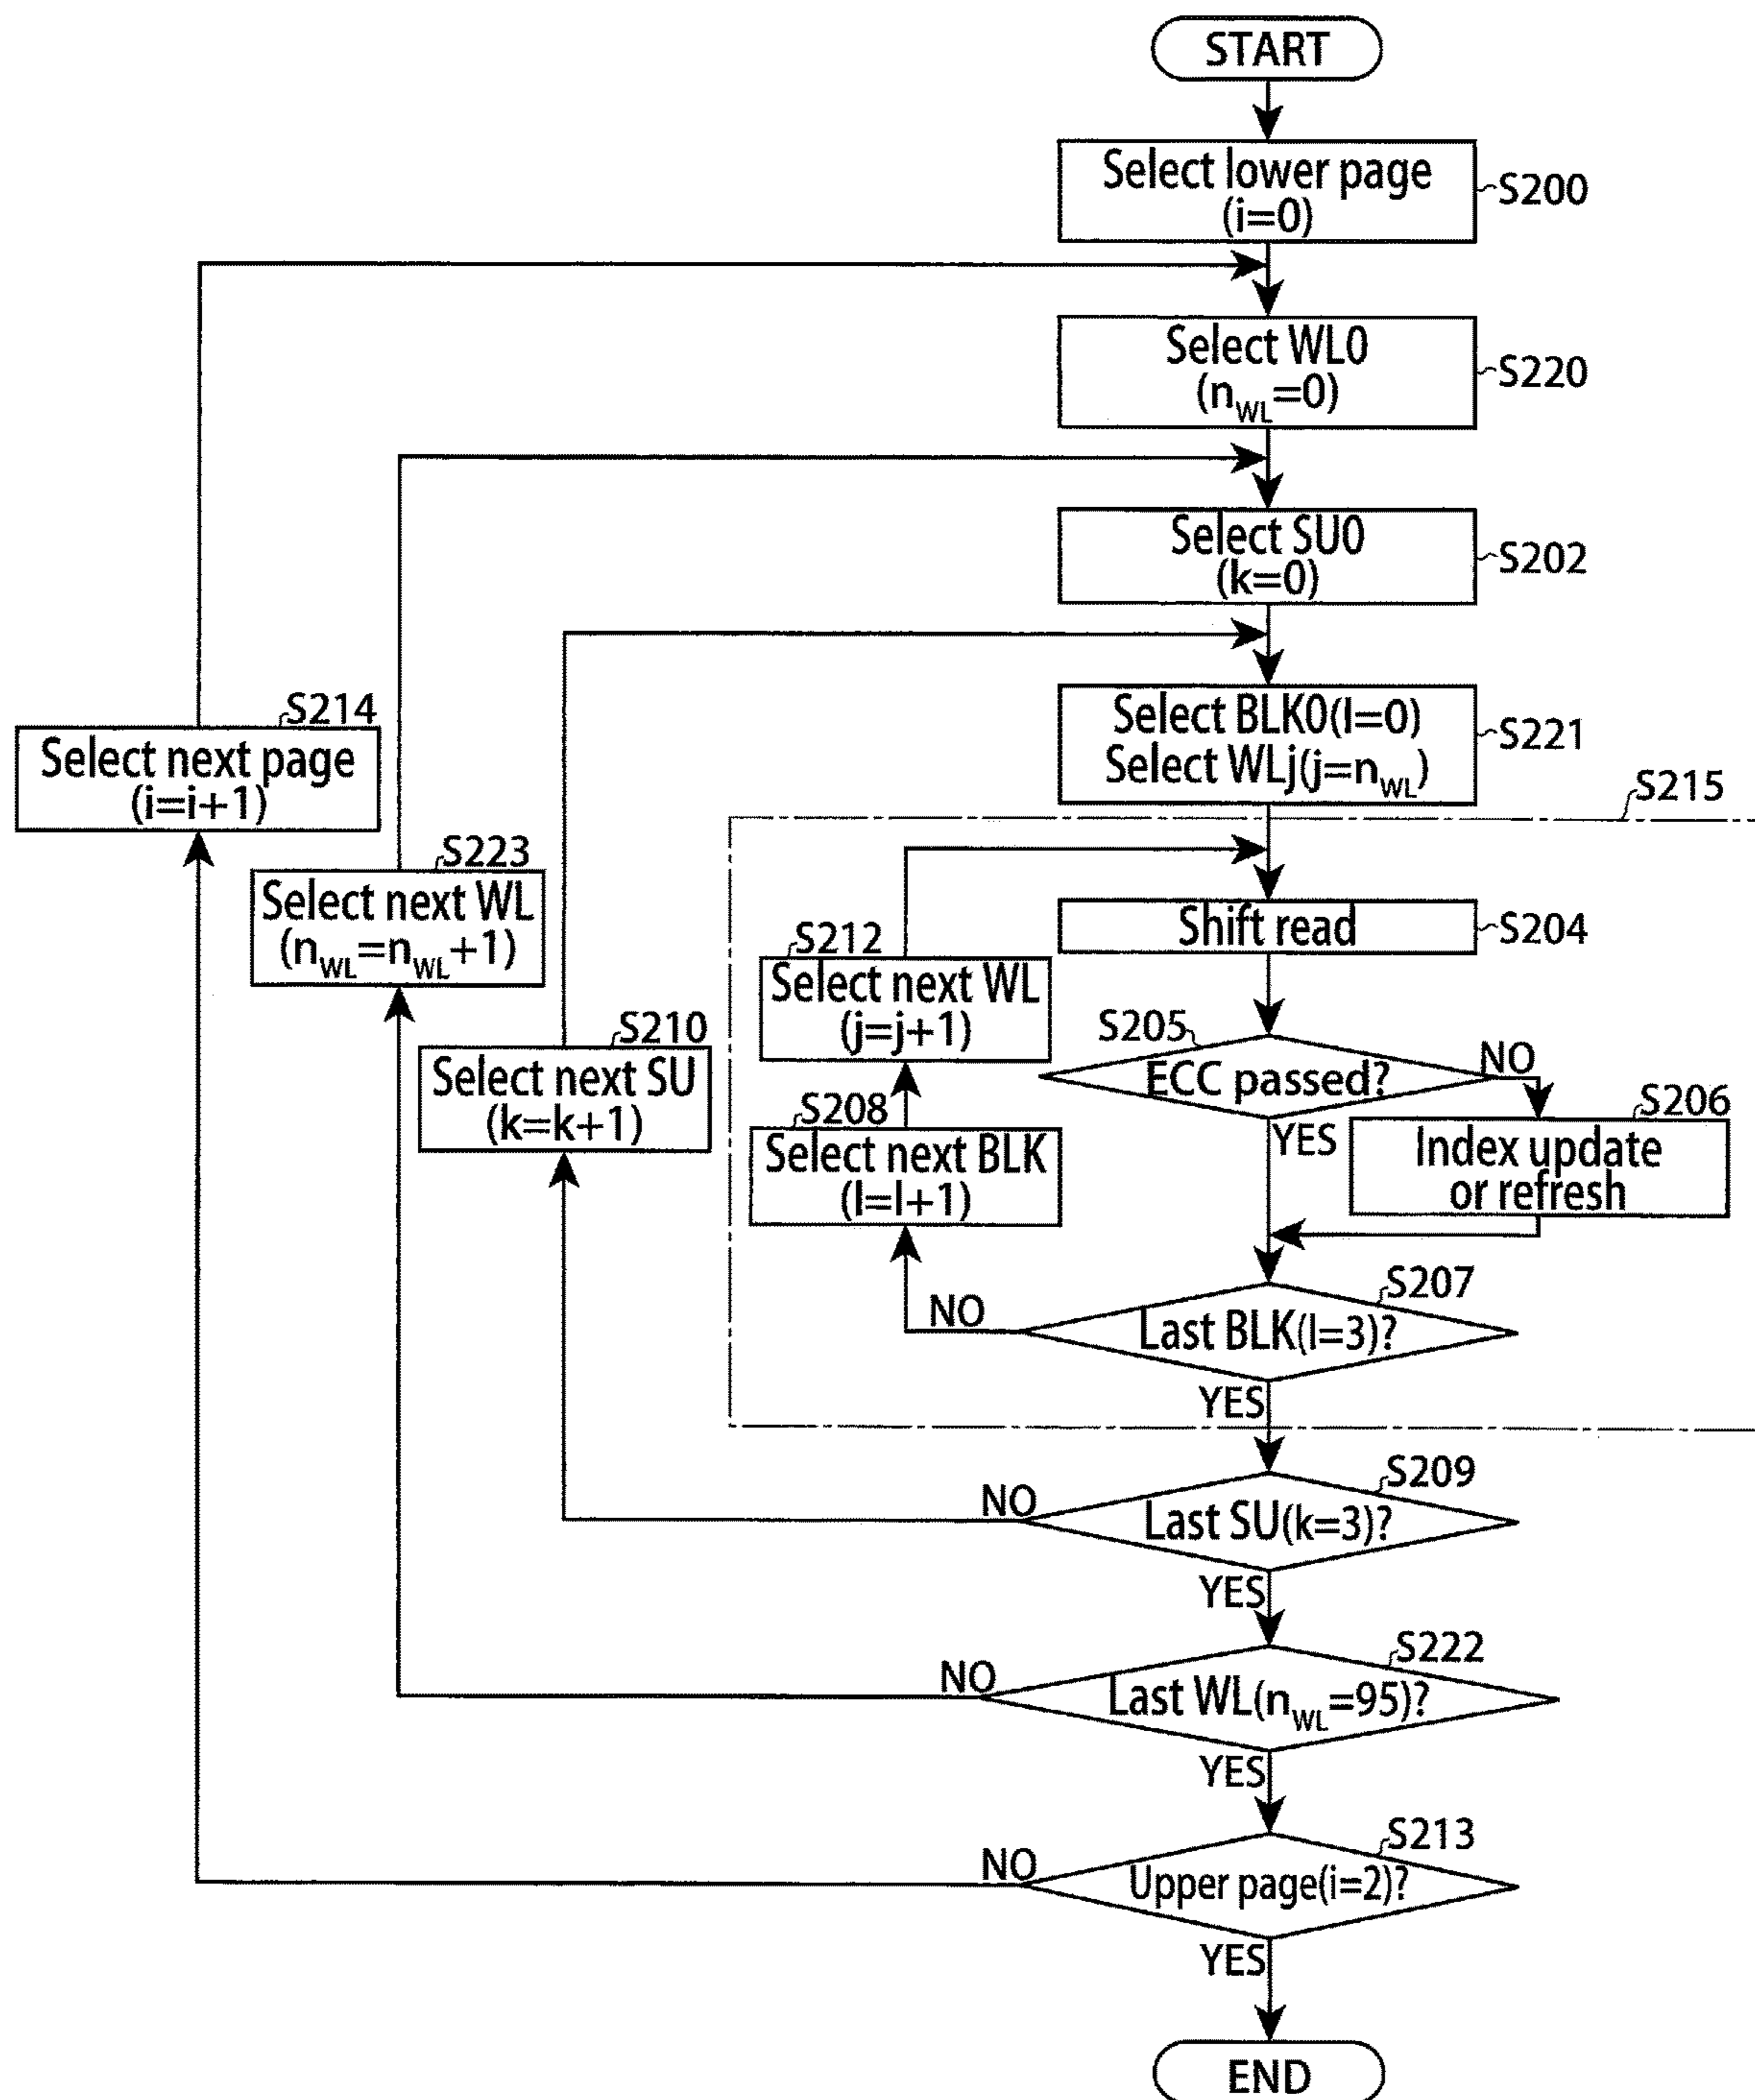 START
Select lower page
(i=0)
S200
Select WL0
(nWL=0)
S220
Select SU0
(k=0)
S202
Select BLK0(l=0)
Select WLj(j=nWL)
S221
S214
Select next page
(i=i+1)
S215
S223
Select next WL
(nWL=nWL+1)
Shift read
S204
S212
Select next WL
(j=j+1)
S210
Select next SU
(k=k+1)
S205
ECC passed?
NO
YES
S206
Index update
or refresh
S208
Select next BLK
(l=l+1)
S207
Last BLK(l=3)?
NO
YES
S209
Last SU(k=3)?
NO
YES
S222
Last WL(nWL=95)?
NO
YES
S213
Upper page(i=2)?
NO
YES
END